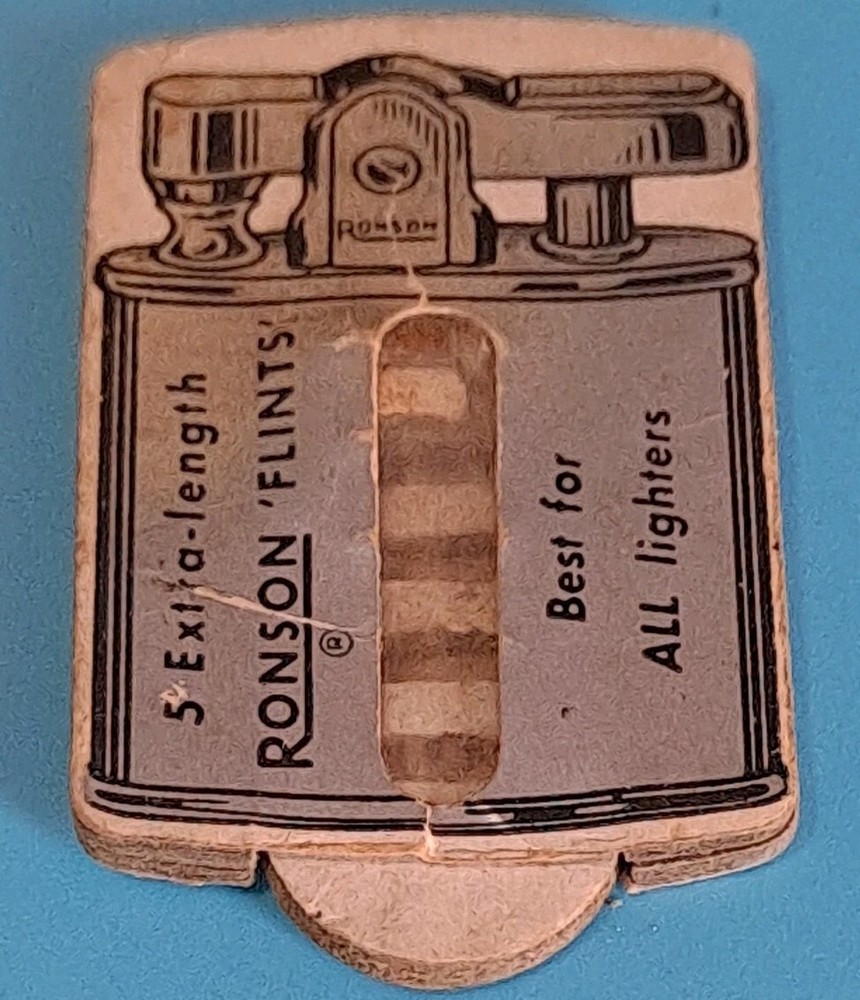 RONSON
5 Extra-length
RONSON 'FLINTS'
®
Best for
ALL lighters